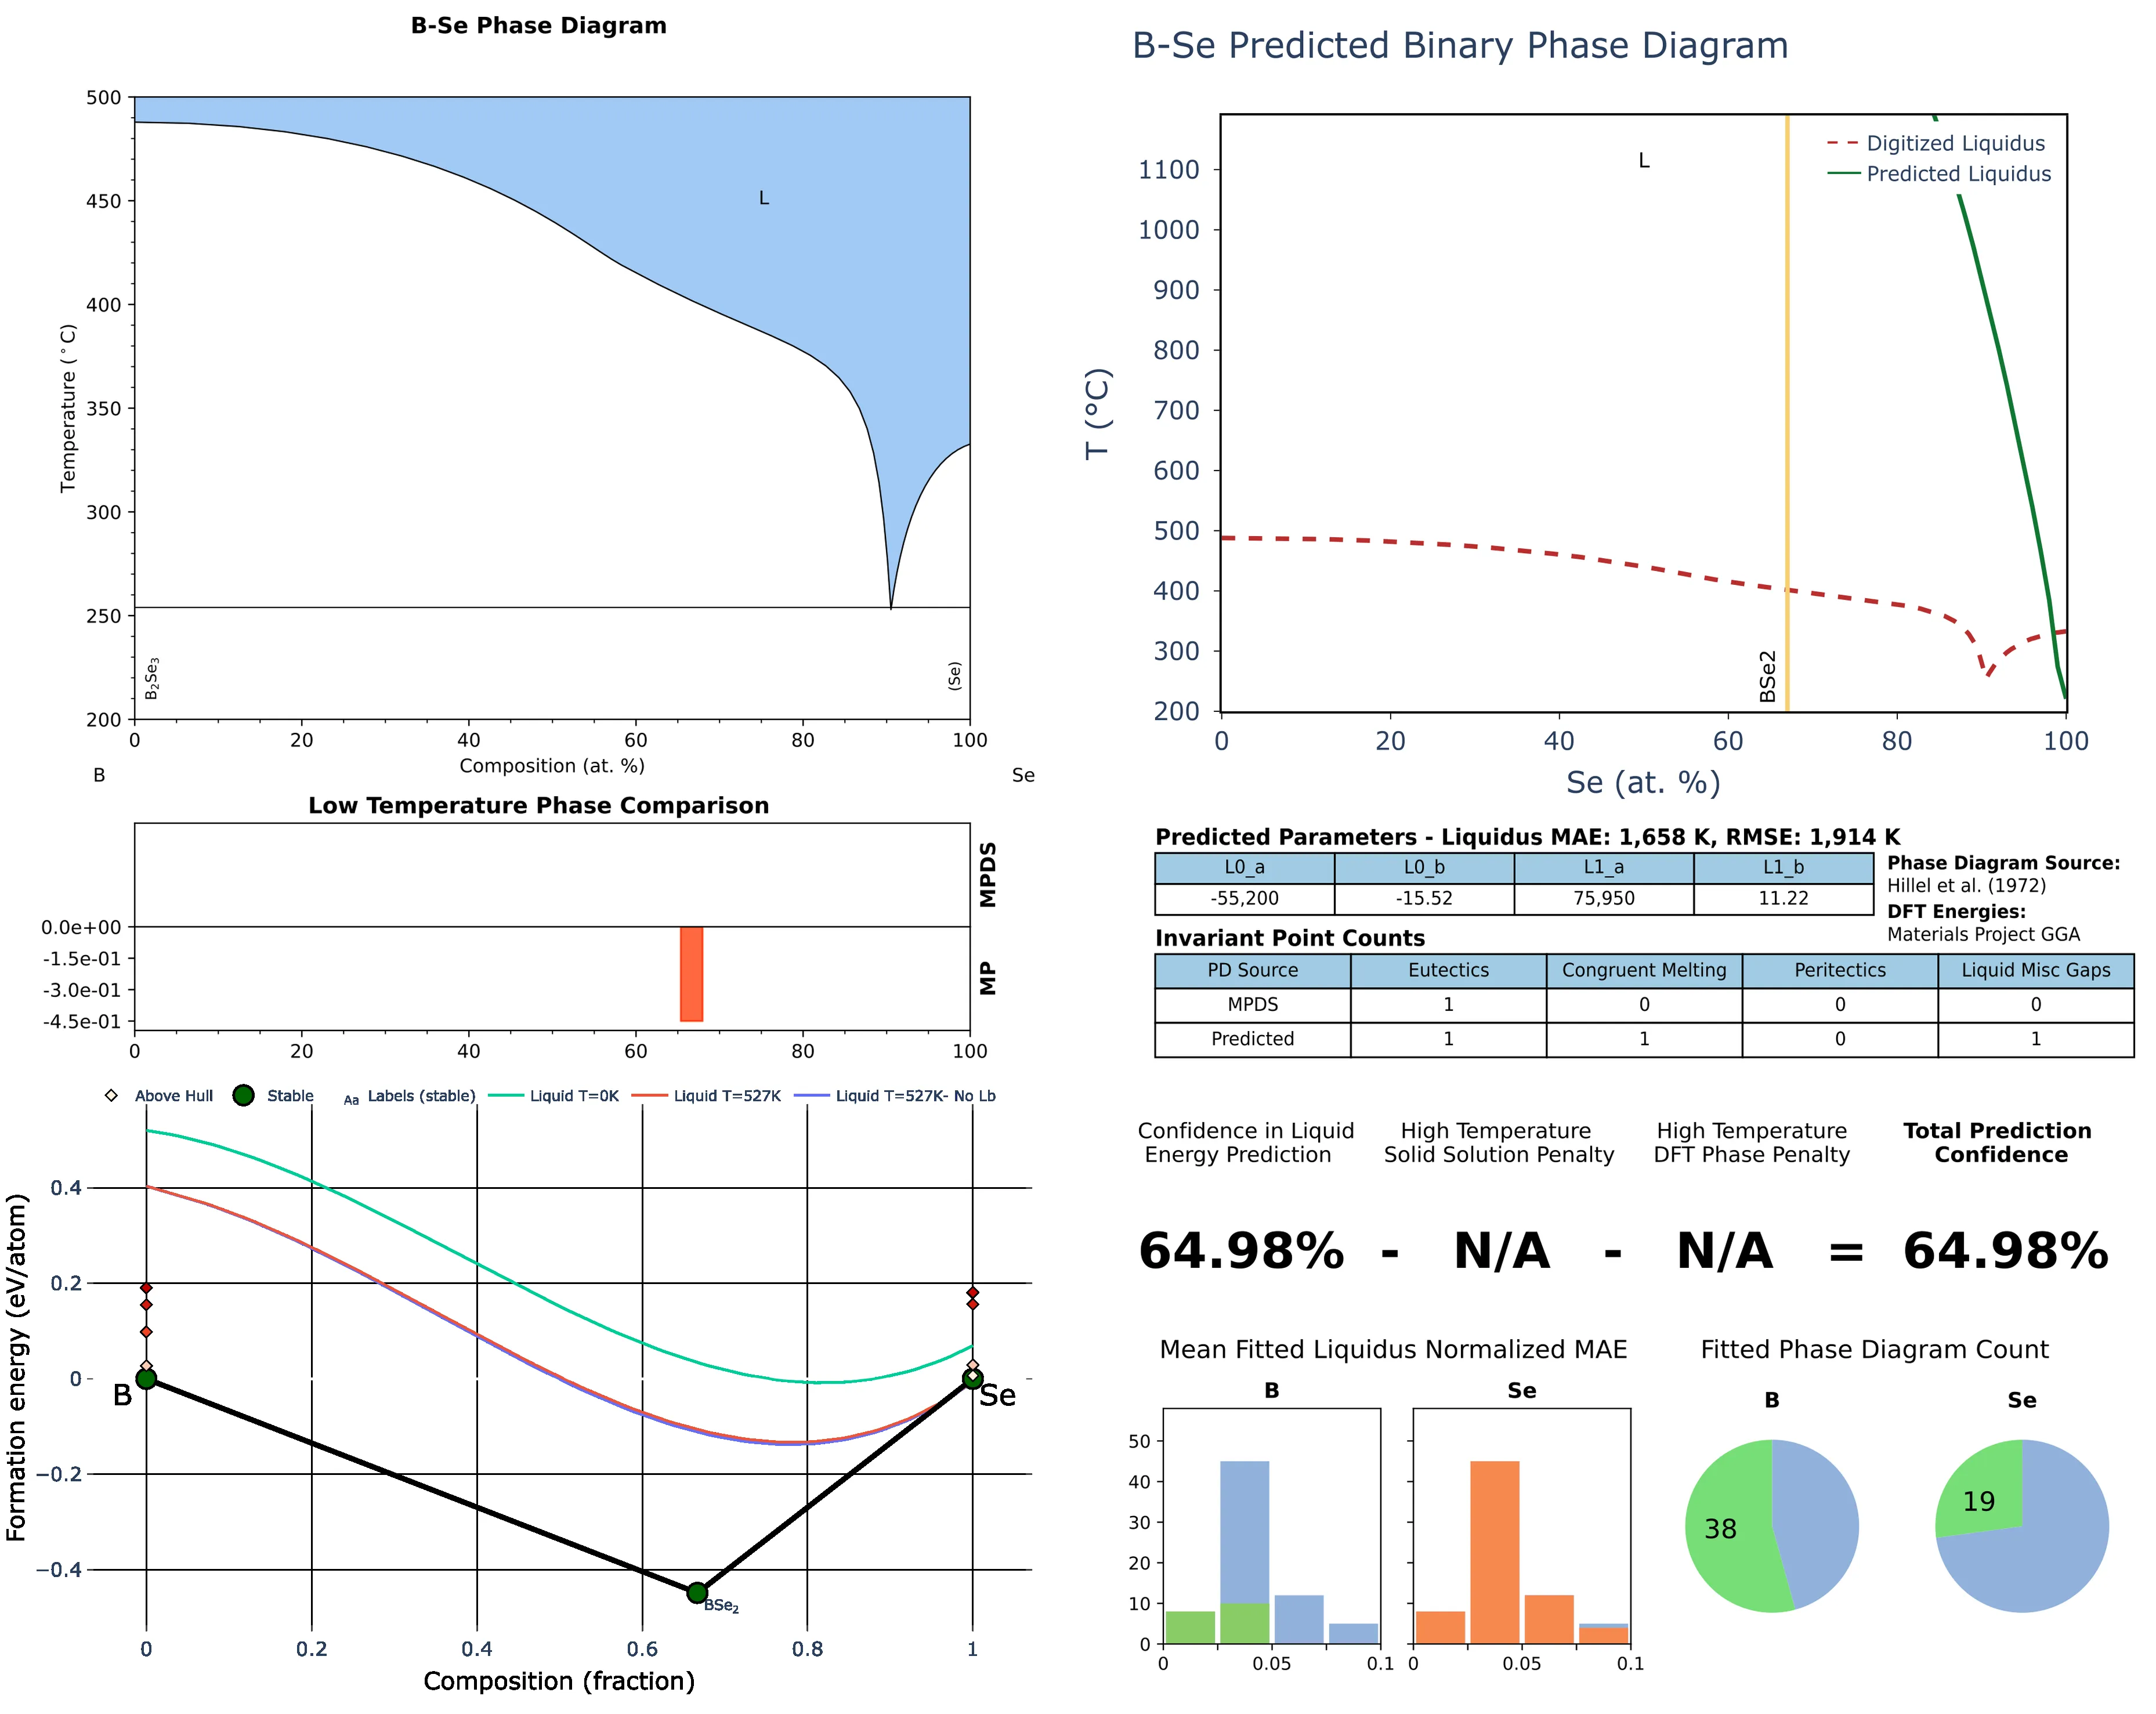 B-Se Phase Diagram
500
450
400
350
300
250
200
Temperature (°C)
L
B₂Se₃
(Se)
0 20 40 60 80 100
Composition (at. %)
B Se
Low Temperature Phase Comparison
MPDS
MP
0.0e+00
-1.5e-01
-3.0e-01
-4.5e-01
0 20 40 60 80 100
Above Hull Stable Aa Labels (stable) Liquid T=0K Liquid T=527K Liquid T=527K- No Lb
0.4
0.2
0
−0.2
−0.4
Formation energy (eV/atom)
B
Se
BSe₂
0 0.2 0.4 0.6 0.8 1
Composition (fraction)
B-Se Predicted Binary Phase Diagram
Digitized Liquidus
Predicted Liquidus
L
1100
1000
900
800
700
600
500
400
300
200
T (°C)
BSe2
0 20 40 60 80 100
Se (at. %)
Predicted Parameters - Liquidus MAE: 1,658 K, RMSE: 1,914 K
L0_a L0_b L1_a L1_b
-55,200 -15.52 75,950 11.22
Phase Diagram Source:
Hillel et al. (1972)
DFT Energies:
Materials Project GGA
Invariant Point Counts
PD Source Eutectics Congruent Melting Peritectics Liquid Misc Gaps
MPDS 1 0 0 0
Predicted 1 1 0 1
Confidence in Liquid High Temperature High Temperature Total Prediction
Energy Prediction Solid Solution Penalty DFT Phase Penalty Confidence
64.98% - N/A - N/A = 64.98%
Mean Fitted Liquidus Normalized MAE
B Se
50
40
30
20
10
0
0 0.05 0.1 0 0.05 0.1
Fitted Phase Diagram Count
B Se
38
19